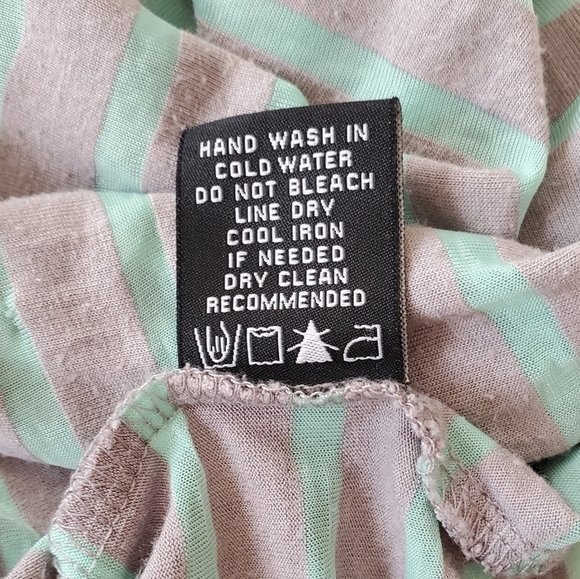 HAND WASH IN
COLD WATER
DO NOT BLEACH
LINE DRY
COOL IRON
IF NEEDED
DRY CLEAN
RECOMMENDED